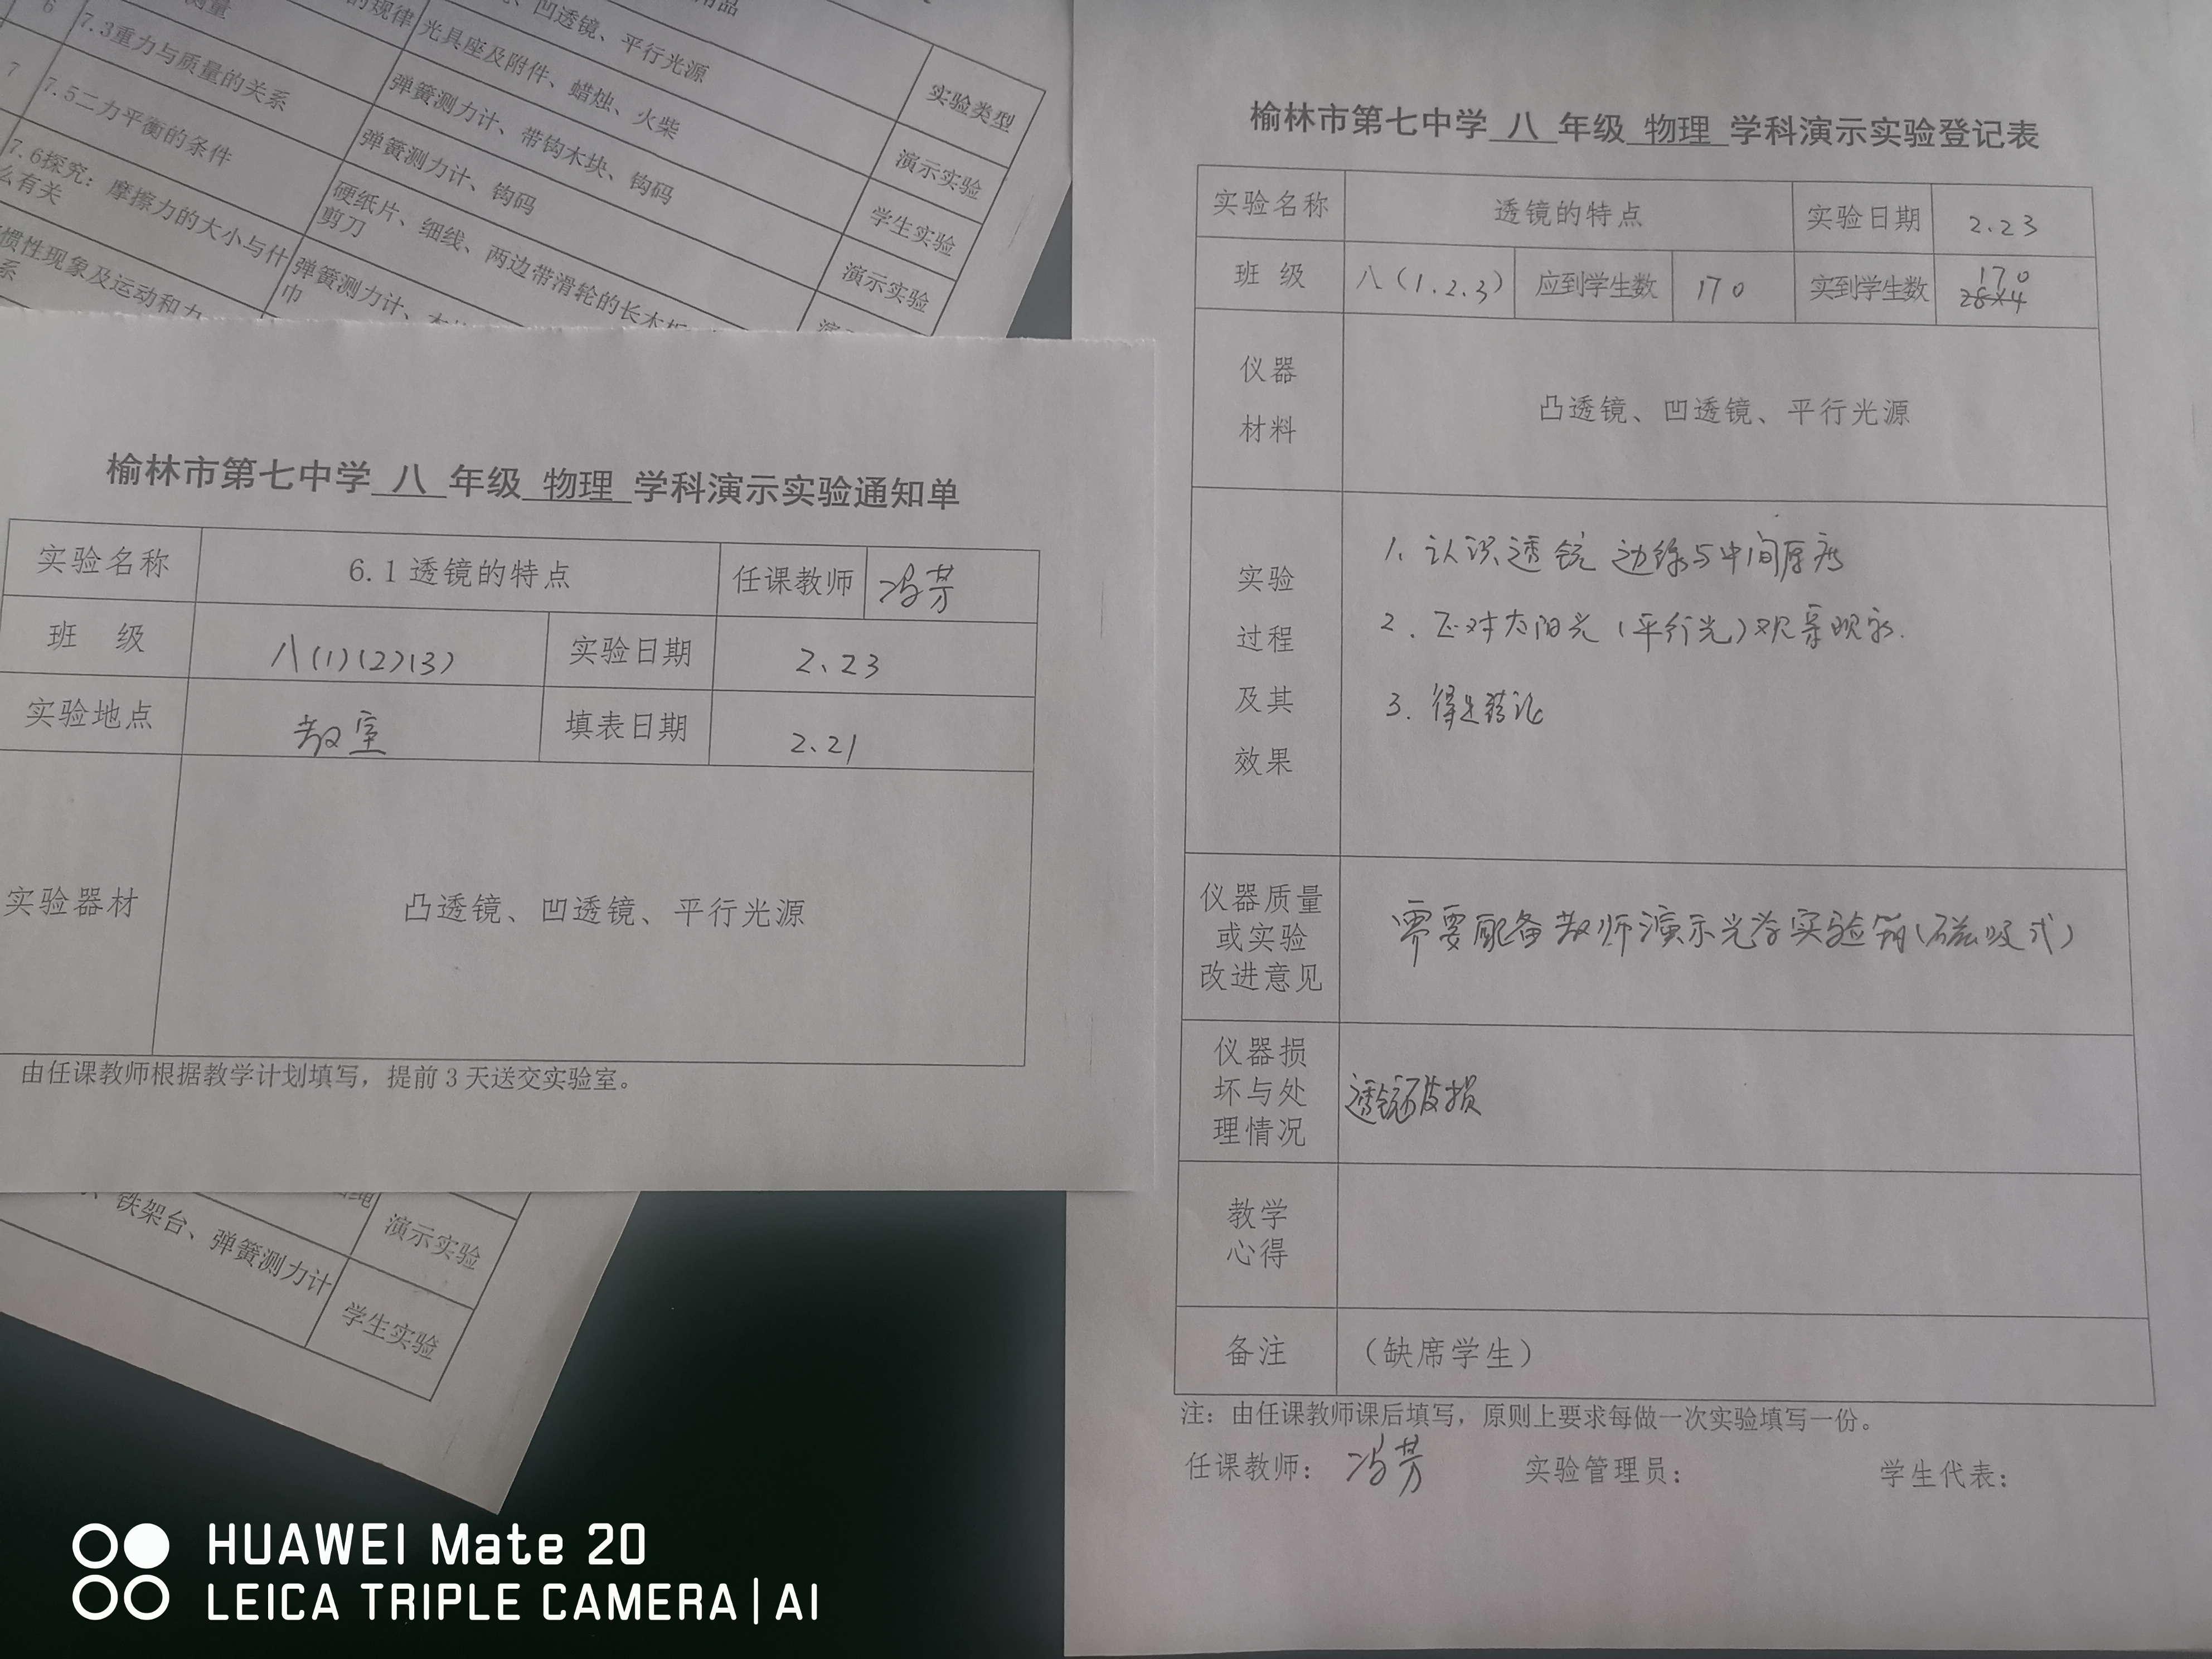 用品
凹透镜、平行光源
实验类型
的规律
光具座及附件、蜡烛、火柴
演示实验
6
7.3重力与质量的关系
弹簧测力计、带钩木块、钩码
学生实验
7
7.5二力平衡的条件
弹簧测力计、钩码
演示实验
7.6探究：摩擦力的大小与什
么有关
硬纸片、细线、两边带滑轮的长木板
剪刀
惯性现象及运动和力
系
弹簧测力计、木
巾
榆林市第七中学 八 年级 物理 学科演示实验通知单
实验名称 6.1 透镜的特点 任课教师 冯芳
班 级 八(1)(2)(3) 实验日期 2.23
实验地点 教室 填表日期 2.21
实验器材 凸透镜、凹透镜、平行光源
由任课教师根据教学计划填写，提前 3 天送交实验室。
绳
演示实验
、铁架台、弹簧测力计
学生实验
榆林市第七中学 八 年级 物理 学科演示实验登记表
实验名称 透镜的特点 实验日期 2.23
班 级 八(1.2.3) 应到学生数 170 实到学生数 170
28×4
仪器
材料
凸透镜、凹透镜、平行光源
实验
过程
及其
效果
1. 认识透镜 边缘与中间厚度
2. 正对太阳光(平行光)观察现象.
3. 得出结论
仪器质量
或实验
改进意见
需要配备教师演示光学实验箱(磁吸式)
仪器损
坏与处
理情况
透镜破损
教学
心得
备注 （缺席学生）
注：由任课教师课后填写，原则上要求每做一次实验填写一份。
任课教师：冯芳 实验管理员： 学生代表：
HUAWEI Mate 20
LEICA TRIPLE CAMERA | AI